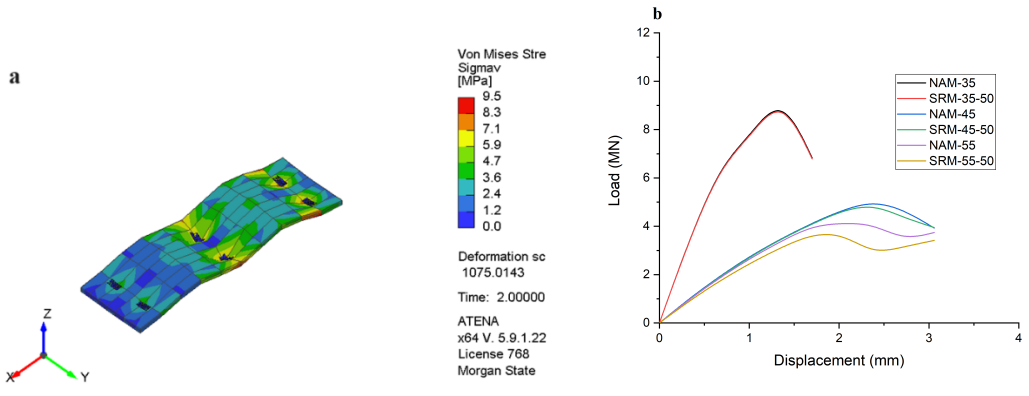 a
Von Mises Stre
Sigmav
[MPa]
9.5
8.3
7.1
5.9
4.7
3.6
2.4
1.2
0.0
Deformation sc
1075.0143
Time: 2.00000
ATENA
x64 V. 5.9.1.22
License 768
Morgan State
Z
X
Y
b
12
10
8
6
4
2
0
Load (MN)
NAM-35
SRM-35-50
NAM-45
SRM-45-50
NAM-55
SRM-55-50
0
1
2
3
4
Displacement (mm)